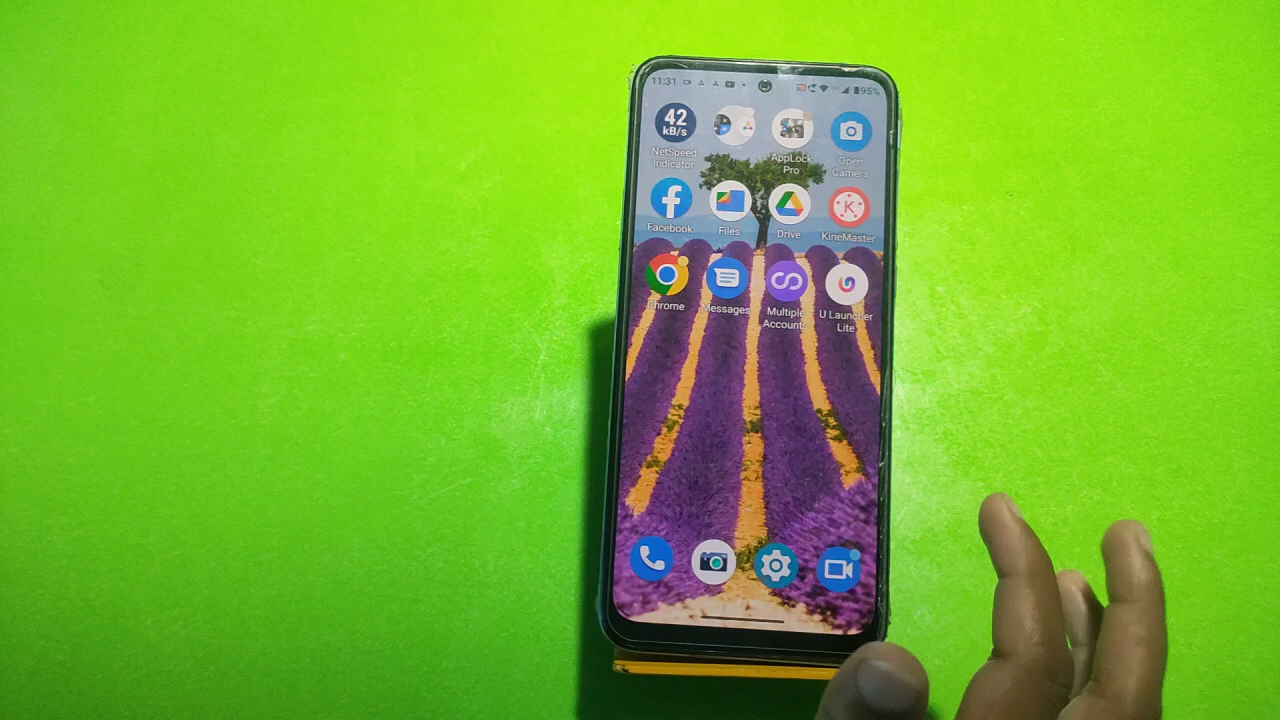 11:31
95%
42
kB/s
NetSpeed
Indicator
AppLock
Pro
Open
Camera
Facebook
Files
Drive
K
KineMaster
Chrome
Messages
Multiple
Accounts
U Launcher
Lite